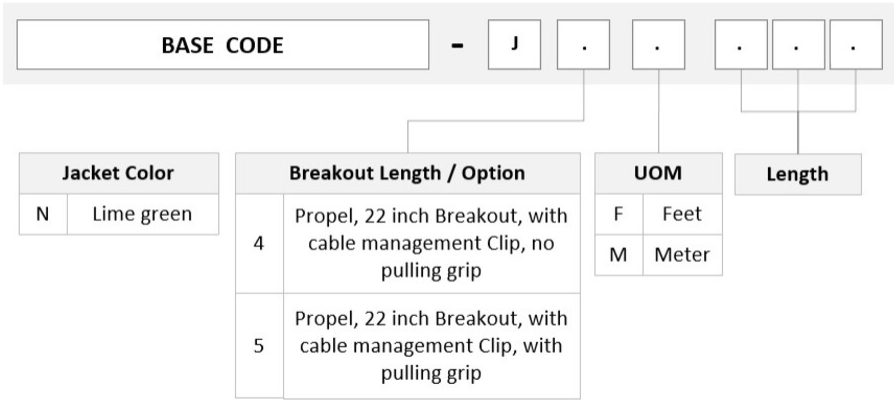 BASE CODE - J . . . . .
Jacket Color
N Lime green
Breakout Length / Option
4 Propel, 22 inch Breakout, with
cable management Clip, no
pulling grip
5 Propel, 22 inch Breakout, with
cable management Clip, with
pulling grip
UOM
F Feet
M Meter
Length